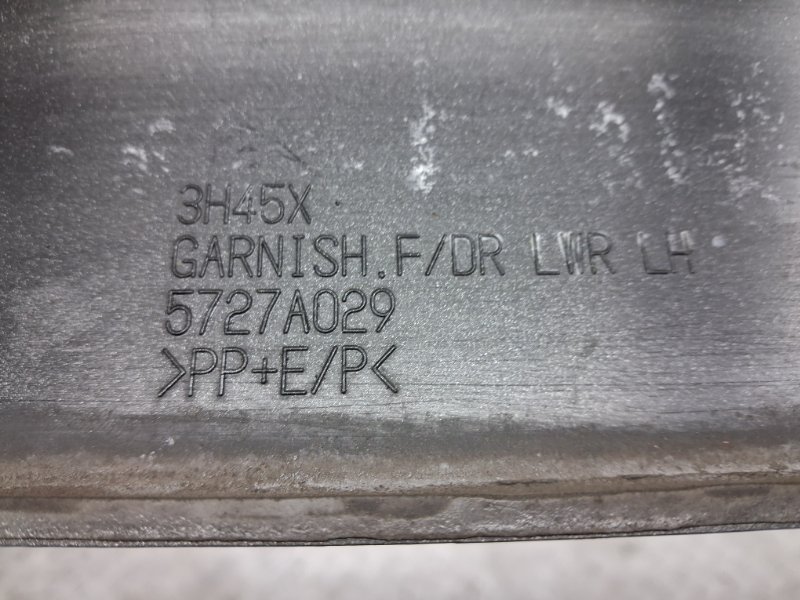 3H45X
GARNISH.F/DR LWR LH
5727A029
>PP+E/P<